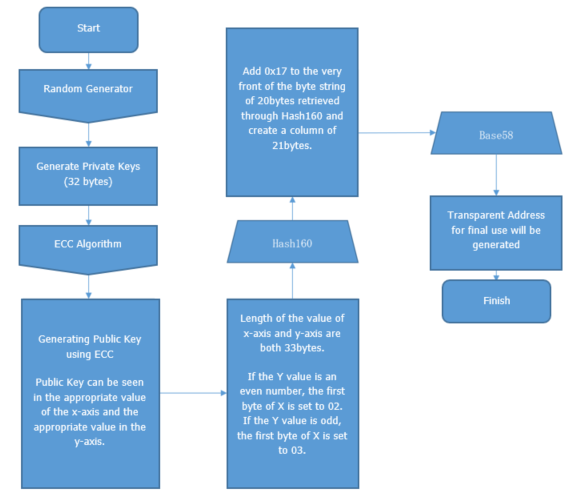 Start
Random Generator
Generate Private Keys
(32 bytes)
ECC Algorithm
Generating Public Key
using ECC
Public Key can be seen
in the appropriate value
of the x-axis and the
appropriate value in the
y-axis.
Length of the value of
x-axis and y-axis are
both 33bytes.
If the Y value is an
even number, the first
byte of X is set to 02.
If the Y value is odd,
the first byte of X is set
to 03.
Hash160
Add 0x17 to the very
front of the byte string
of 20bytes retrieved
through Hash160 and
create a column of
21bytes.
Base58
Transparent Address
for final use will be
generated
Finish